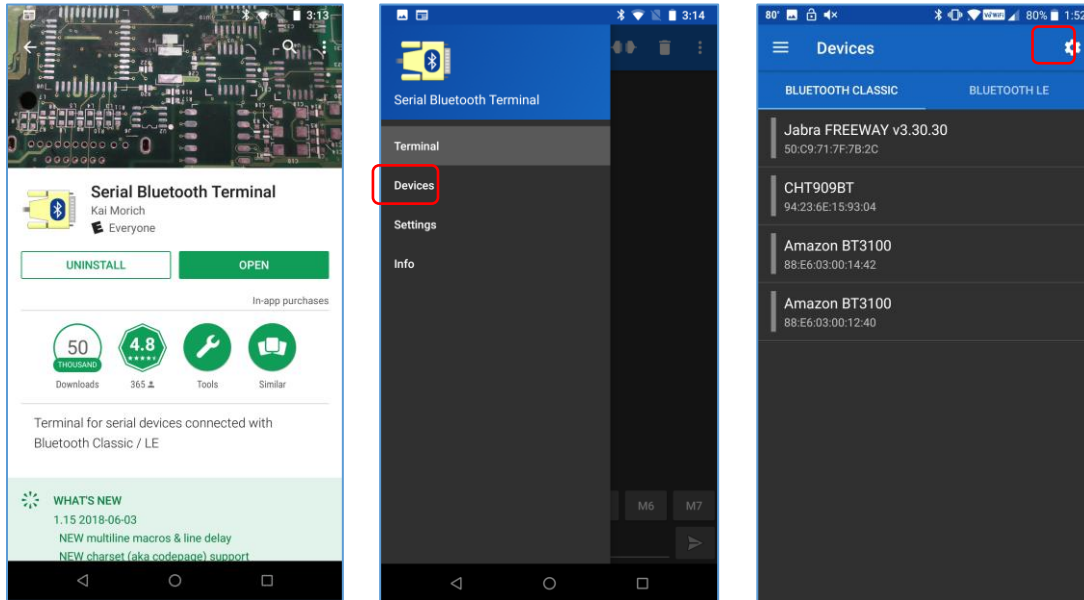 3:13
Serial Bluetooth Terminal
Kai Morich
Everyone
UNINSTALL
OPEN
In-app purchases
50
THOUSAND
4.8
Downloads
365
Tools
Similar
Terminal for serial devices connected with
Bluetooth Classic / LE
WHAT'S NEW
1.15 2018-06-03
NEW multiline macros & line delay
NEW charset (aka codepage) support
3:14
Serial Bluetooth Terminal
Terminal
Devices
Settings
Info
M6
M7
80°
80%
1:52
Devices
BLUETOOTH CLASSIC
BLUETOOTH LE
Jabra FREEWAY v3.30.30
50:C9:71:7F:7B:2C
CHT909BT
94:23:6E:15:93:04
Amazon BT3100
88:E6:03:00:14:42
Amazon BT3100
88:E6:03:00:12:40